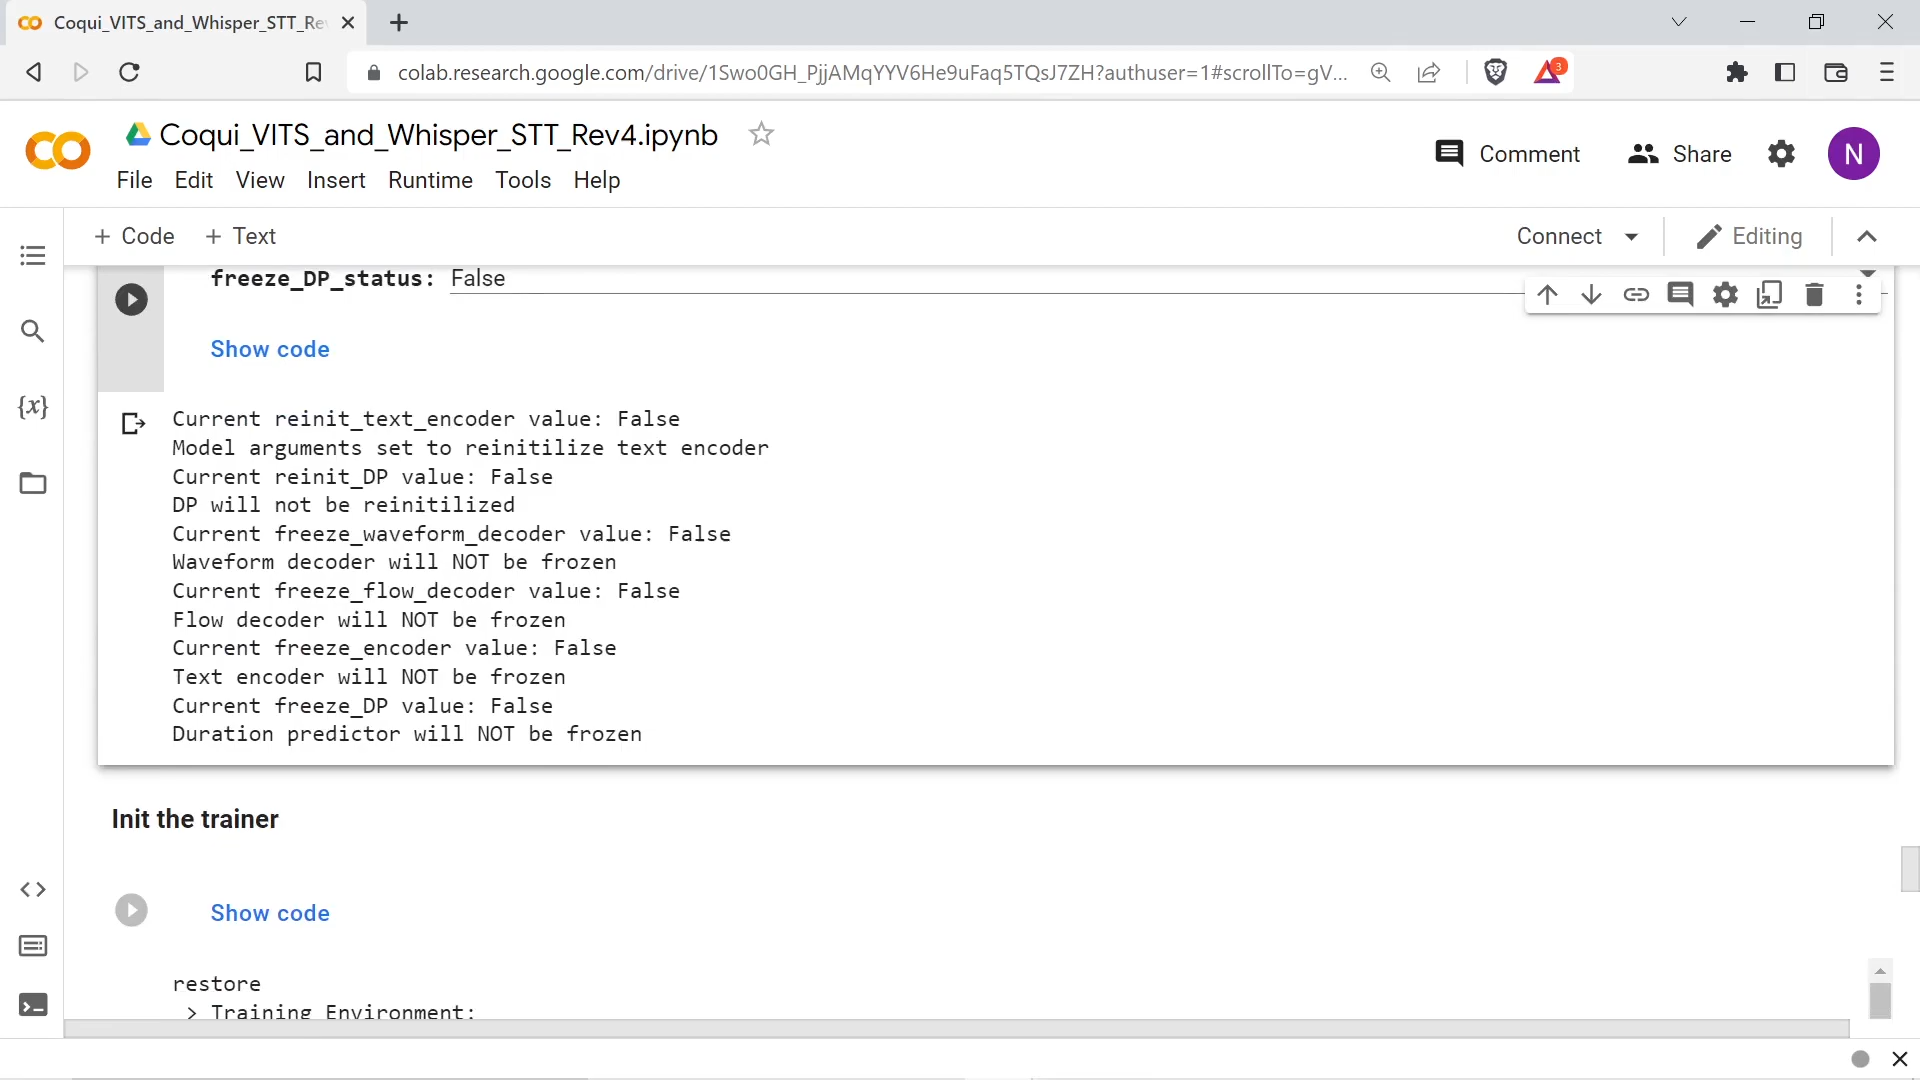 Coqui_VITS_and_Whisper_STT_Re
colab.research.google.com/drive/1Swo0GH_PjjAMqYYV6He9uFaq5TQsJ7ZH?authuser=1#scrollTo=gV...
3
Coqui_VITS_and_Whisper_STT_Rev4.ipynb
Comment
Share
N
File Edit View Insert Runtime Tools Help
+ Code + Text
Connect
Editing
freeze_DP_status: False
Show code
{x}
Current reinit_text_encoder value: False
Model arguments set to reinitilize text encoder
Current reinit_DP value: False
DP will not be reinitilized
Current freeze_waveform_decoder value: False
Waveform decoder will NOT be frozen
Current freeze_flow_decoder value: False
Flow decoder will NOT be frozen
Current freeze_encoder value: False
Text encoder will NOT be frozen
Current freeze_DP value: False
Duration predictor will NOT be frozen
Init the trainer
Show code
restore
> Training Environment: